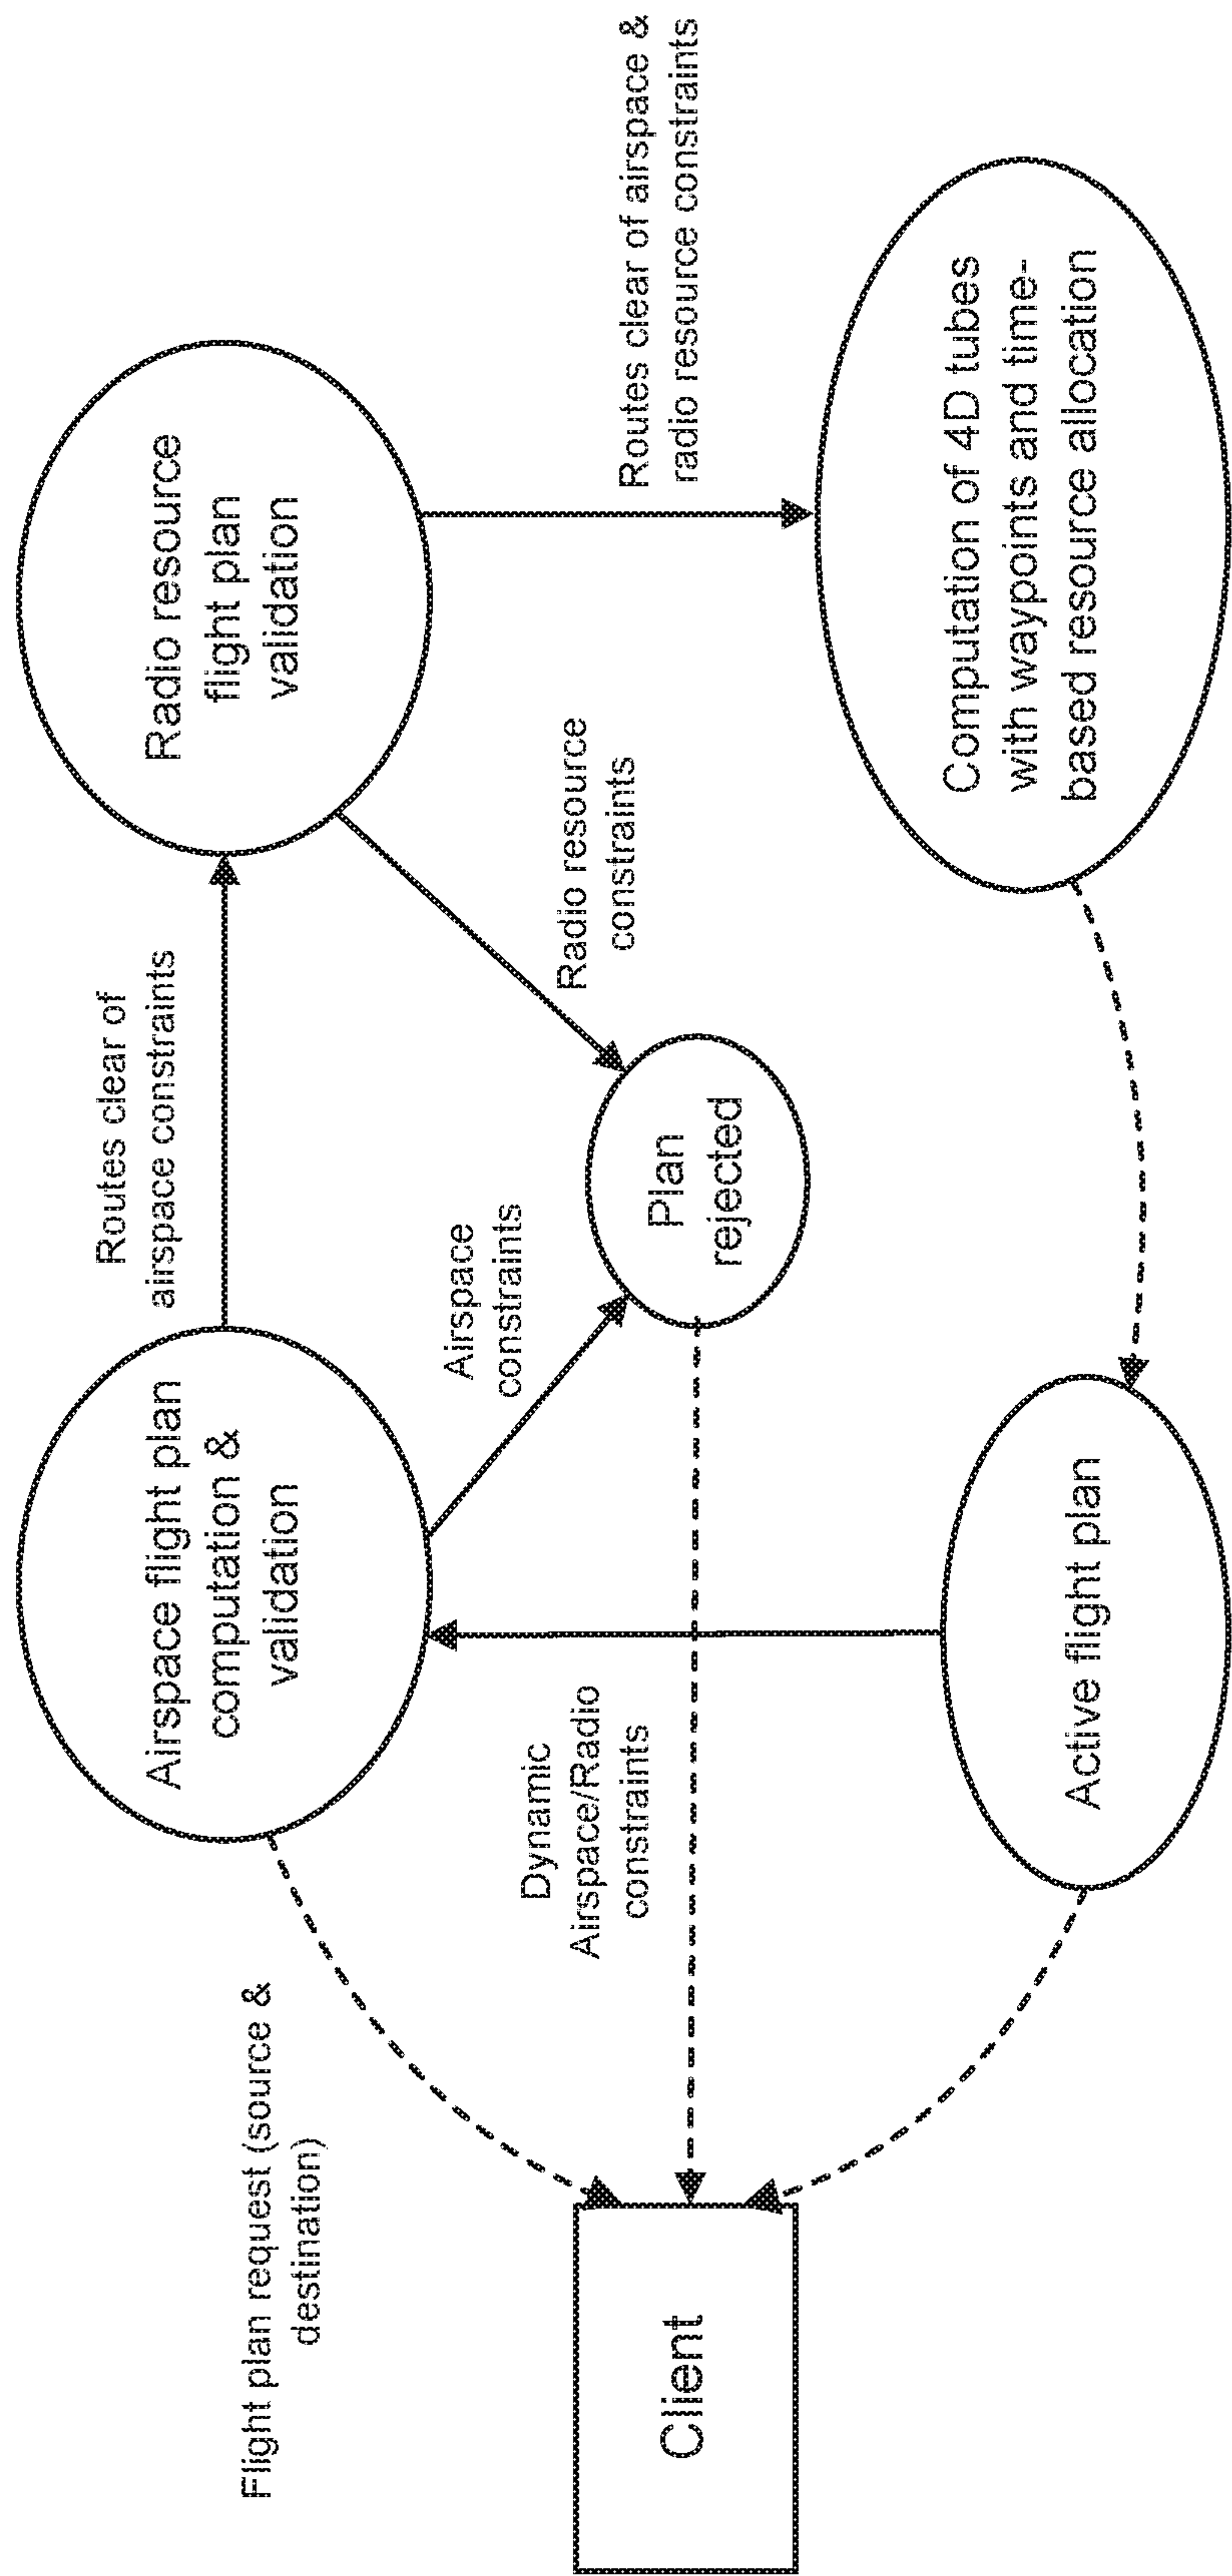 Flight plan request (source &
destination)
Airspace flight plan
computation &
validation
Routes clear of
airspace constraints
Radio resource
flight plan
validation
Client
Dynamic
Airspace/Radio
constraints
Airspace
constraints
Plan
rejected
Radio resource
constraints
Routes clear of airspace &
radio resource constraints
Active flight plan
Computation of 4D tubes
with waypoints and time-
based resource allocation